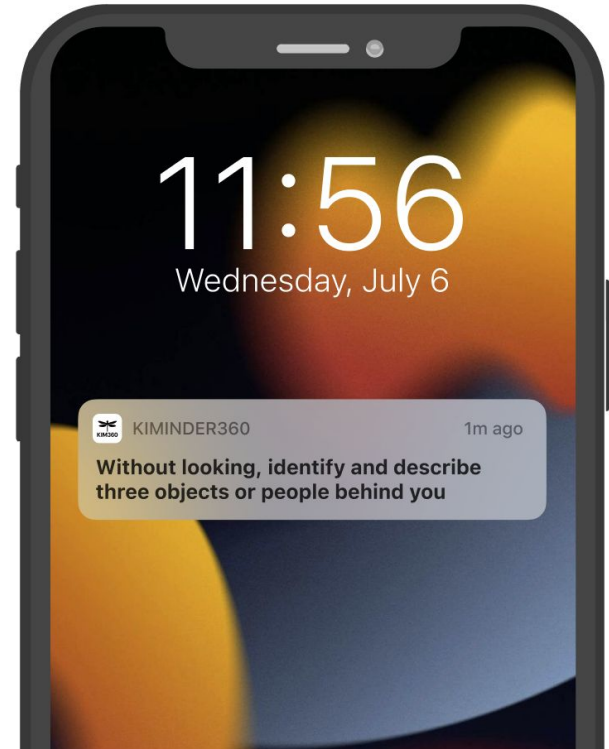 11:56
Wednesday, July 6
KIM360
KIMINDER360 1m ago
Without looking, identify and describe
three objects or people behind you